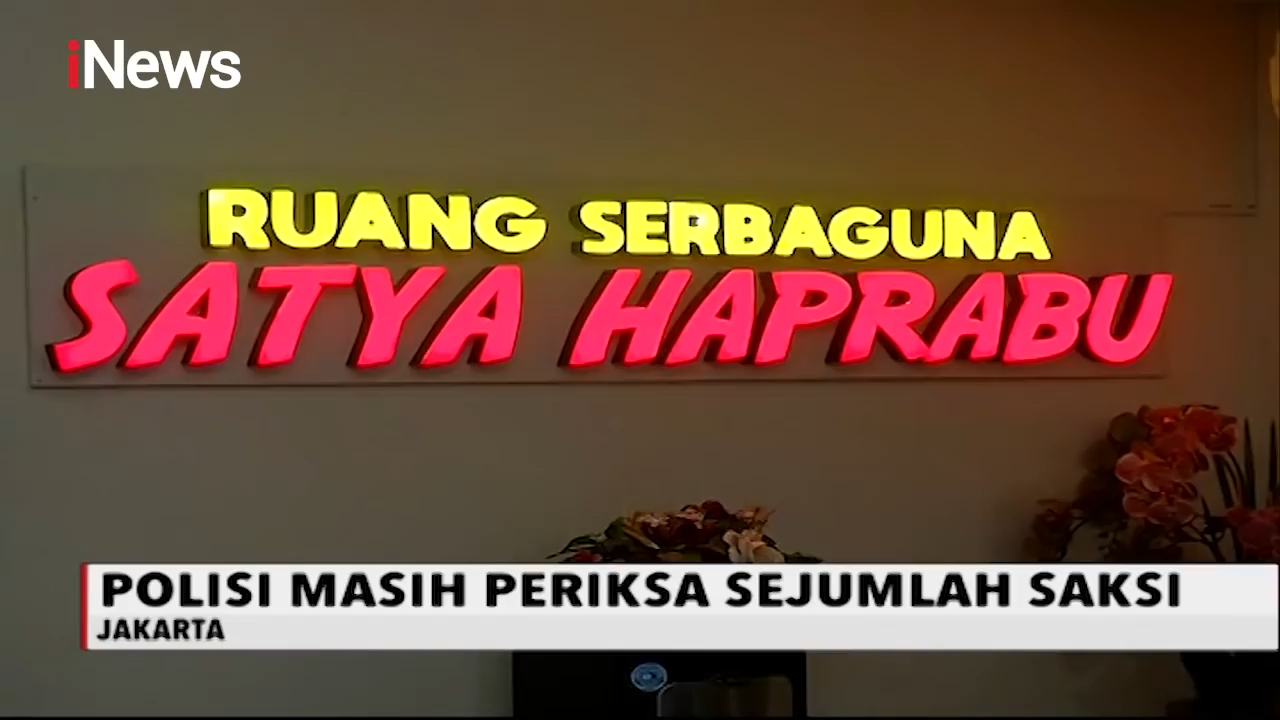 iNews
RUANG SERBAGUNA
SATYA HAPRABU
POLISI MASIH PERIKSA SEJUMLAH SAKSI
JAKARTA